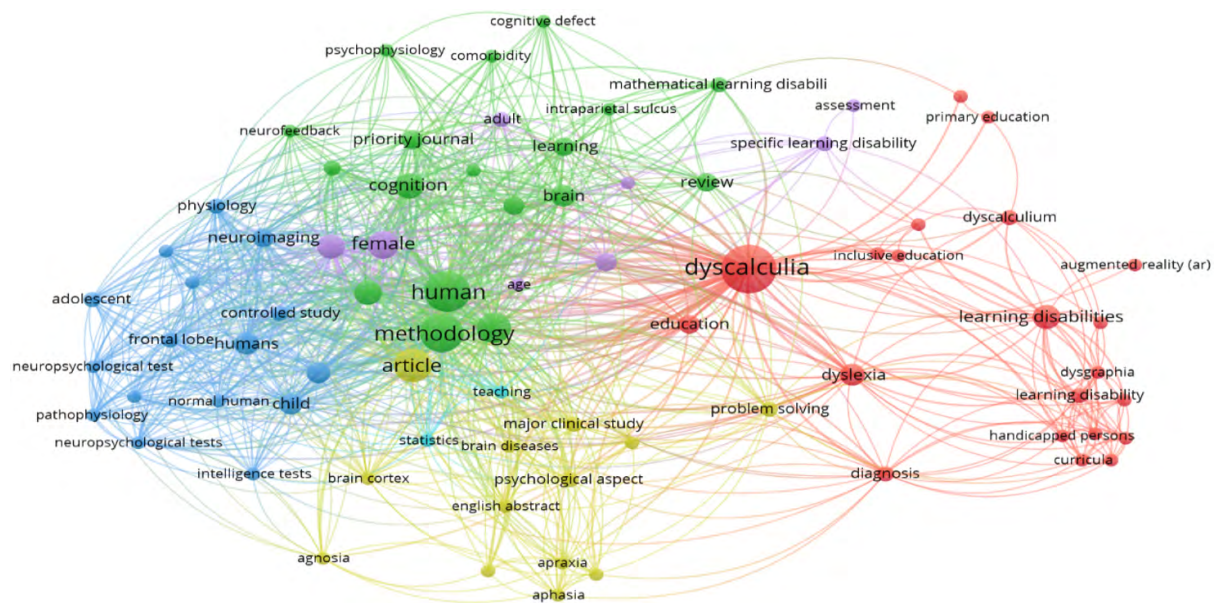 cognitive defect
psychophysiology
comorbidity
mathematical learning disabili
intraparietal sulcus
assessment
adult
primary education
neurofeedback
priority journal
learning
specific learning disability
cognition
brain
review
physiology
dyscalculium
neuroimaging
female
inclusive education
dyscalculia
augmented reality (ar)
age
human
adolescent
controlled study
methodology
education
learning disabilities
frontal lobe
humans
neuropsychological test
article
dyslexia
dysgraphia
teaching
learning disability
pathophysiology
normal human
child
problem solving
major clinical study
handicapped persons
neuropsychological tests
statistics
brain diseases
curricula
intelligence tests
brain cortex
psychological aspect
diagnosis
english abstract
agnosia
apraxia
aphasia